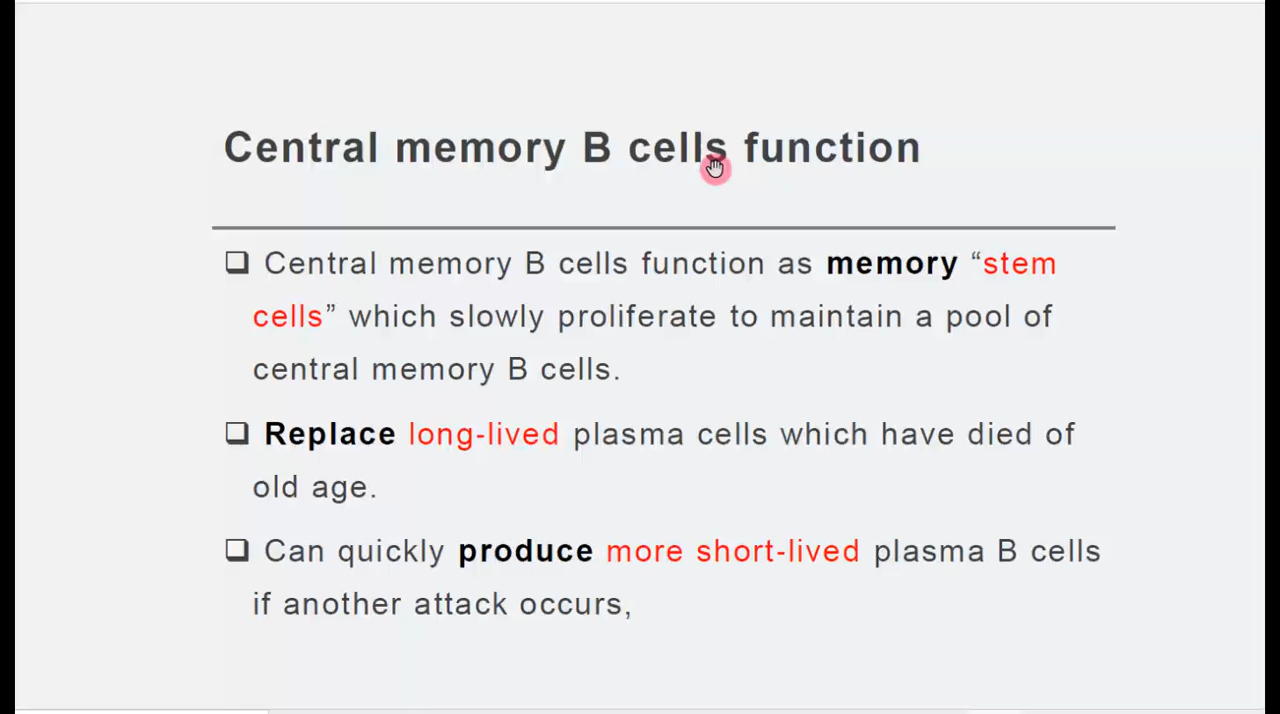 Central memory B cells function
Central memory B cells function as memory “stem
cells” which slowly proliferate to maintain a pool of
central memory B cells.
Replace long-lived plasma cells which have died of
old age.
Can quickly produce more short-lived plasma B cells
if another attack occurs,